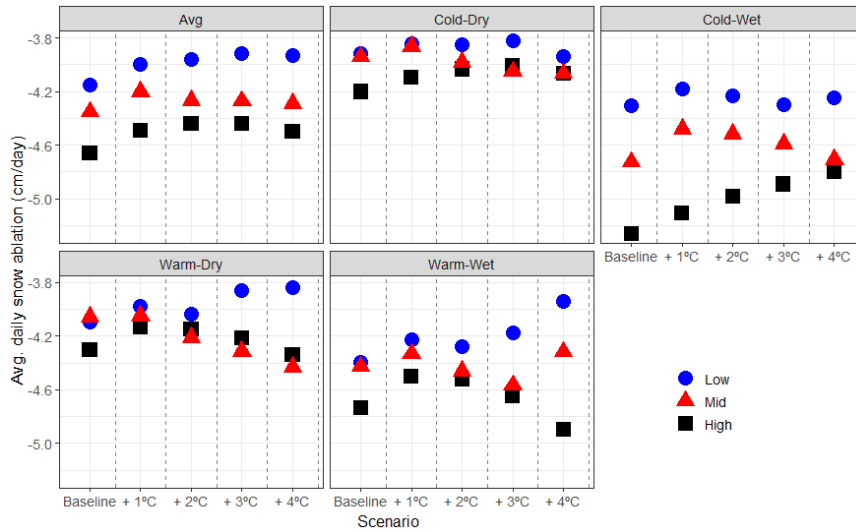 Avg
Cold-Dry
Cold-Wet
-3.8
-4.2
-4.6
-5.0
Baseline + 1ºC + 2ºC + 3ºC + 4ºC
Warm-Dry
Warm-Wet
-3.8
-4.2
-4.6
-5.0
Baseline + 1ºC + 2ºC + 3ºC + 4ºC
Baseline + 1ºC + 2ºC + 3ºC + 4ºC
Avg. daily snow ablation (cm/day)
Scenario
Low
Mid
High